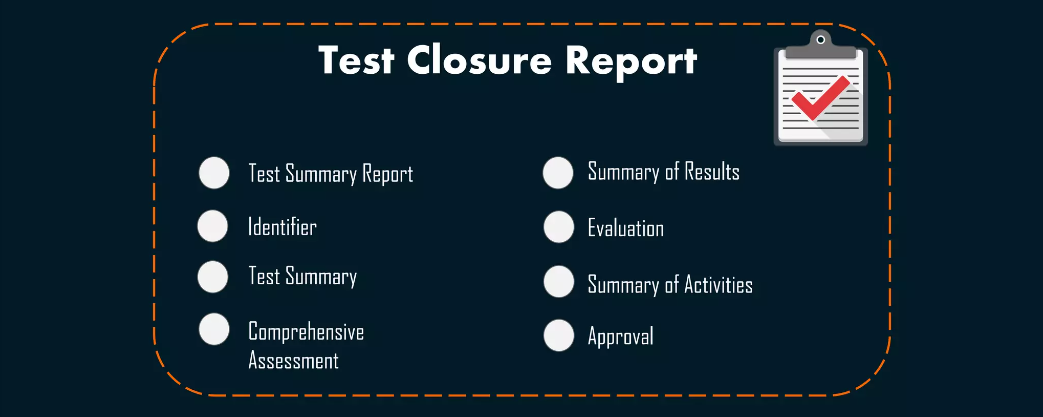 Test Closure Report
Test Summary Report
Identifier
Test Summary
Comprehensive
Assessment
Summary of Results
Evaluation
Summary of Activities
Approval